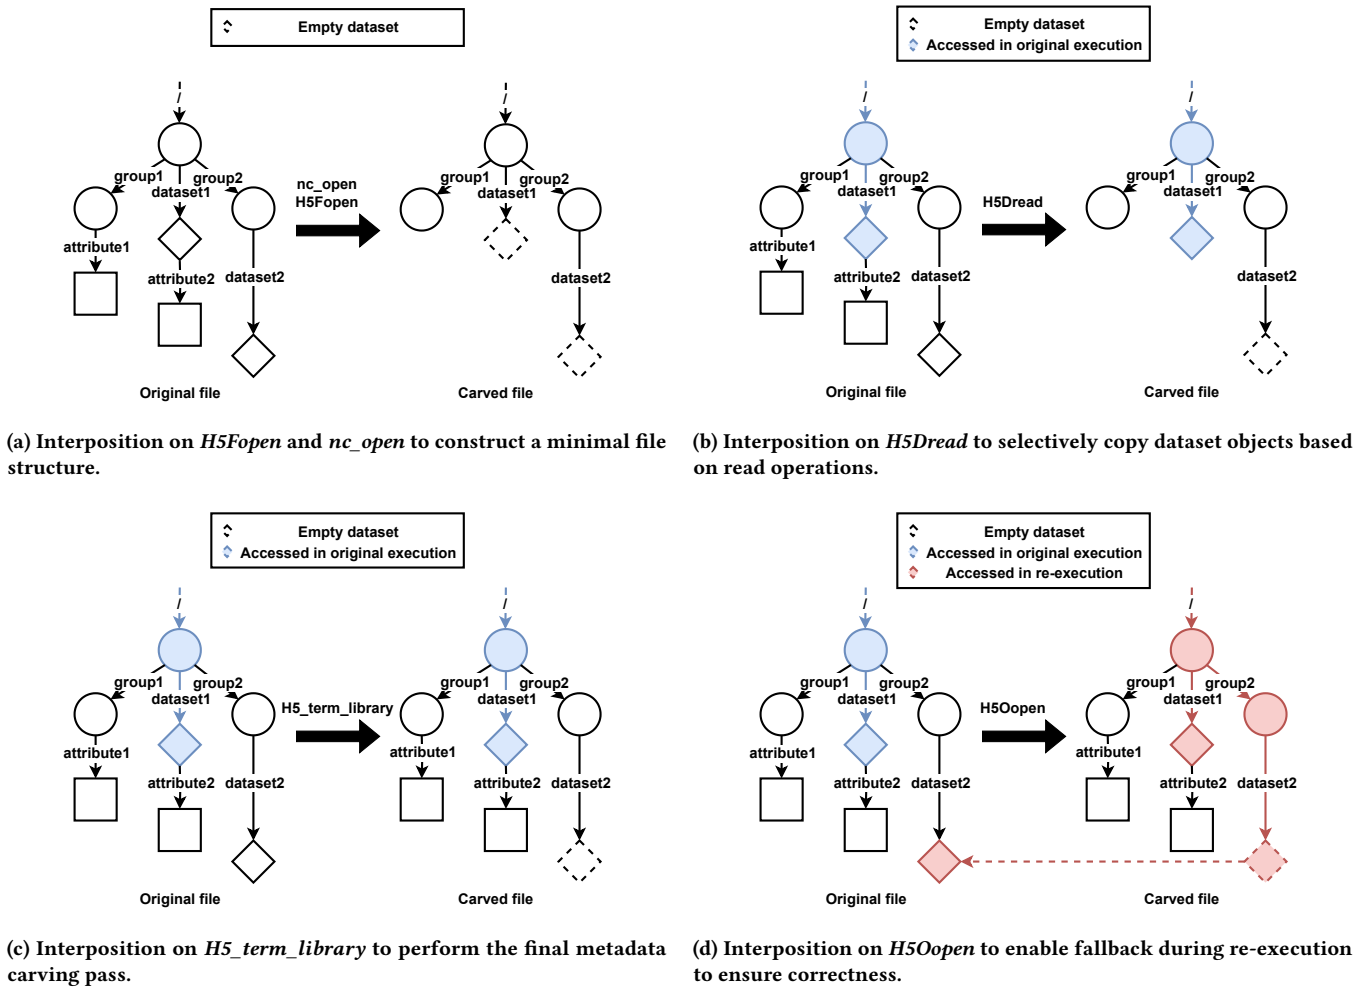 Empty dataset
/
group1
group2
dataset1
attribute1
attribute2
dataset2
Original file
nc_open
H5Fopen
/
group1
group2
dataset1
dataset2
Carved file
(a) Interposition on H5Fopen and nc_open to construct a minimal file
structure.
Empty dataset
Accessed in original execution
/
group1
group2
dataset1
attribute1
attribute2
dataset2
Original file
H5Dread
/
group1
group2
dataset1
dataset2
Carved file
(b) Interposition on H5Dread to selectively copy dataset objects based
on read operations.
Empty dataset
Accessed in original execution
/
group1
group2
dataset1
attribute1
attribute2
dataset2
Original file
H5_term_library
/
group1
group2
dataset1
attribute1
attribute2
dataset2
Carved file
(c) Interposition on H5_term_library to perform the final metadata
carving pass.
Empty dataset
Accessed in original execution
Accessed in re-execution
/
group1
group2
dataset1
attribute1
attribute2
dataset2
Original file
H5Oopen
/
group1
group2
dataset1
attribute1
attribute2
dataset2
Carved file
(d) Interposition on H5Oopen to enable fallback during re-execution
to ensure correctness.